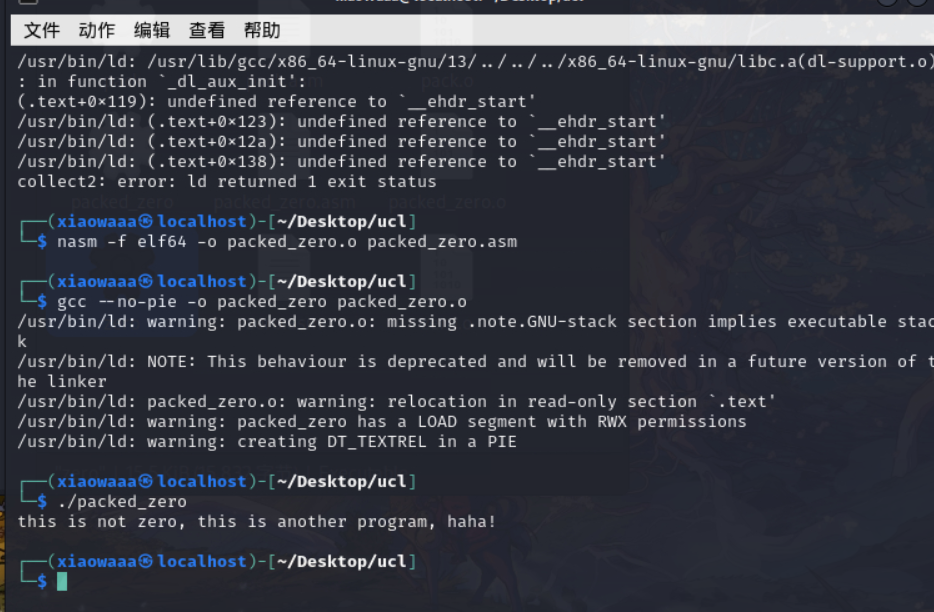 文件 动作 编辑 查看 帮助
/usr/bin/ld: /usr/lib/gcc/x86_64-linux-gnu/13/../../../x86_64-linux-gnu/libc.a(dl-support.o)
: in function `_dl_aux_init':
(.text+0×119): undefined reference to `__ehdr_start'
/usr/bin/ld: (.text+0×123): undefined reference to `__ehdr_start'
/usr/bin/ld: (.text+0×12a): undefined reference to `__ehdr_start'
/usr/bin/ld: (.text+0×138): undefined reference to `__ehdr_start'
collect2: error: ld returned 1 exit status
┌──(xiaowaaa㉿localhost)-[~/Desktop/ucl]
└─$ nasm -f elf64 -o packed_zero.o packed_zero.asm
┌──(xiaowaaa㉿localhost)-[~/Desktop/ucl]
└─$ gcc --no-pie -o packed_zero packed_zero.o
/usr/bin/ld: warning: packed_zero.o: missing .note.GNU-stack section implies executable stac
k
/usr/bin/ld: NOTE: This behaviour is deprecated and will be removed in a future version of t
he linker
/usr/bin/ld: packed_zero.o: warning: relocation in read-only section `.text'
/usr/bin/ld: warning: packed_zero has a LOAD segment with RWX permissions
/usr/bin/ld: warning: creating DT_TEXTREL in a PIE
┌──(xiaowaaa㉿localhost)-[~/Desktop/ucl]
└─$ ./packed_zero
this is not zero, this is another program, haha!
┌──(xiaowaaa㉿localhost)-[~/Desktop/ucl]
└─$